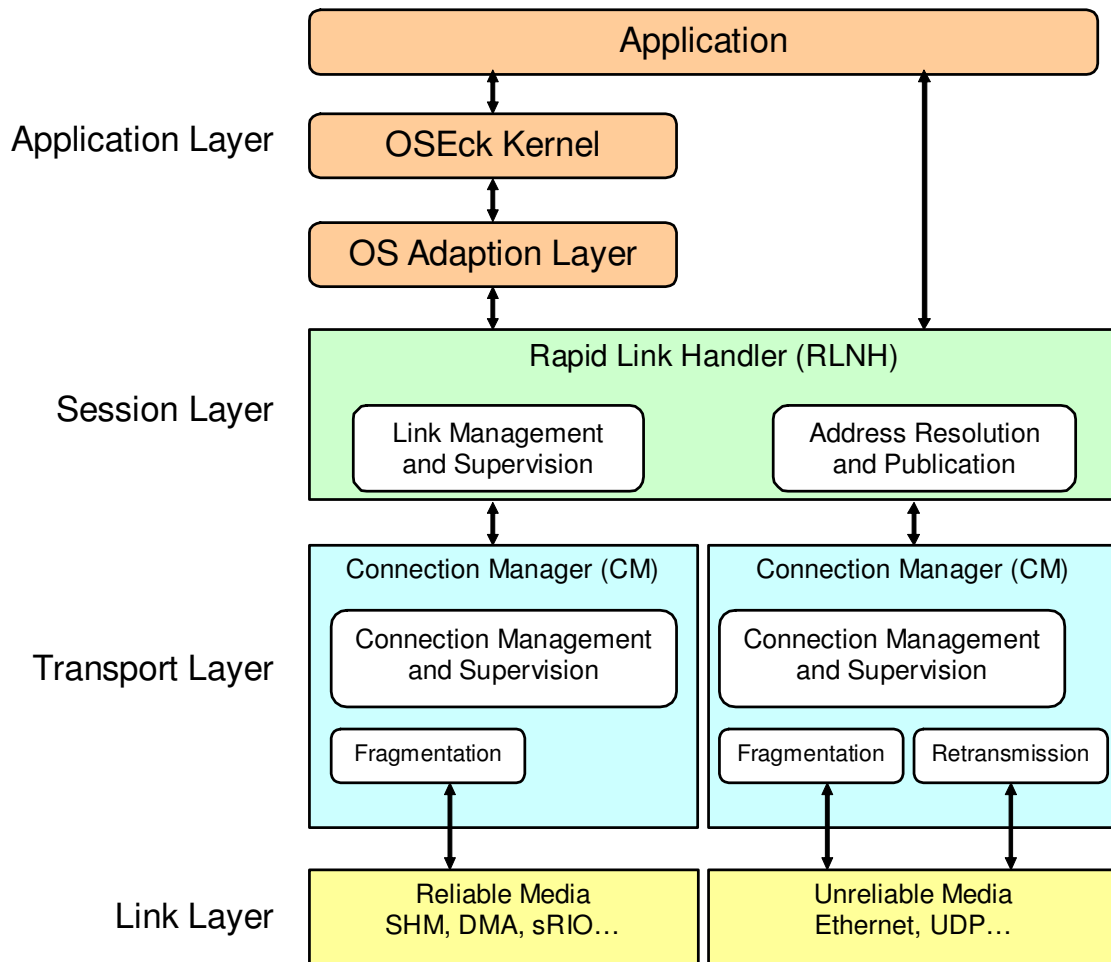 Application
Application Layer
OSEck Kernel
OS Adaption Layer
Rapid Link Handler (RLNH)
Session Layer
Link Management
and Supervision
Address Resolution
and Publication
Connection Manager (CM)
Connection Manager (CM)
Transport Layer
Connection Management
and Supervision
Connection Management
and Supervision
Fragmentation
Fragmentation
Retransmission
Link Layer
Reliable Media
SHM, DMA, sRIO…
Unreliable Media
Ethernet, UDP…